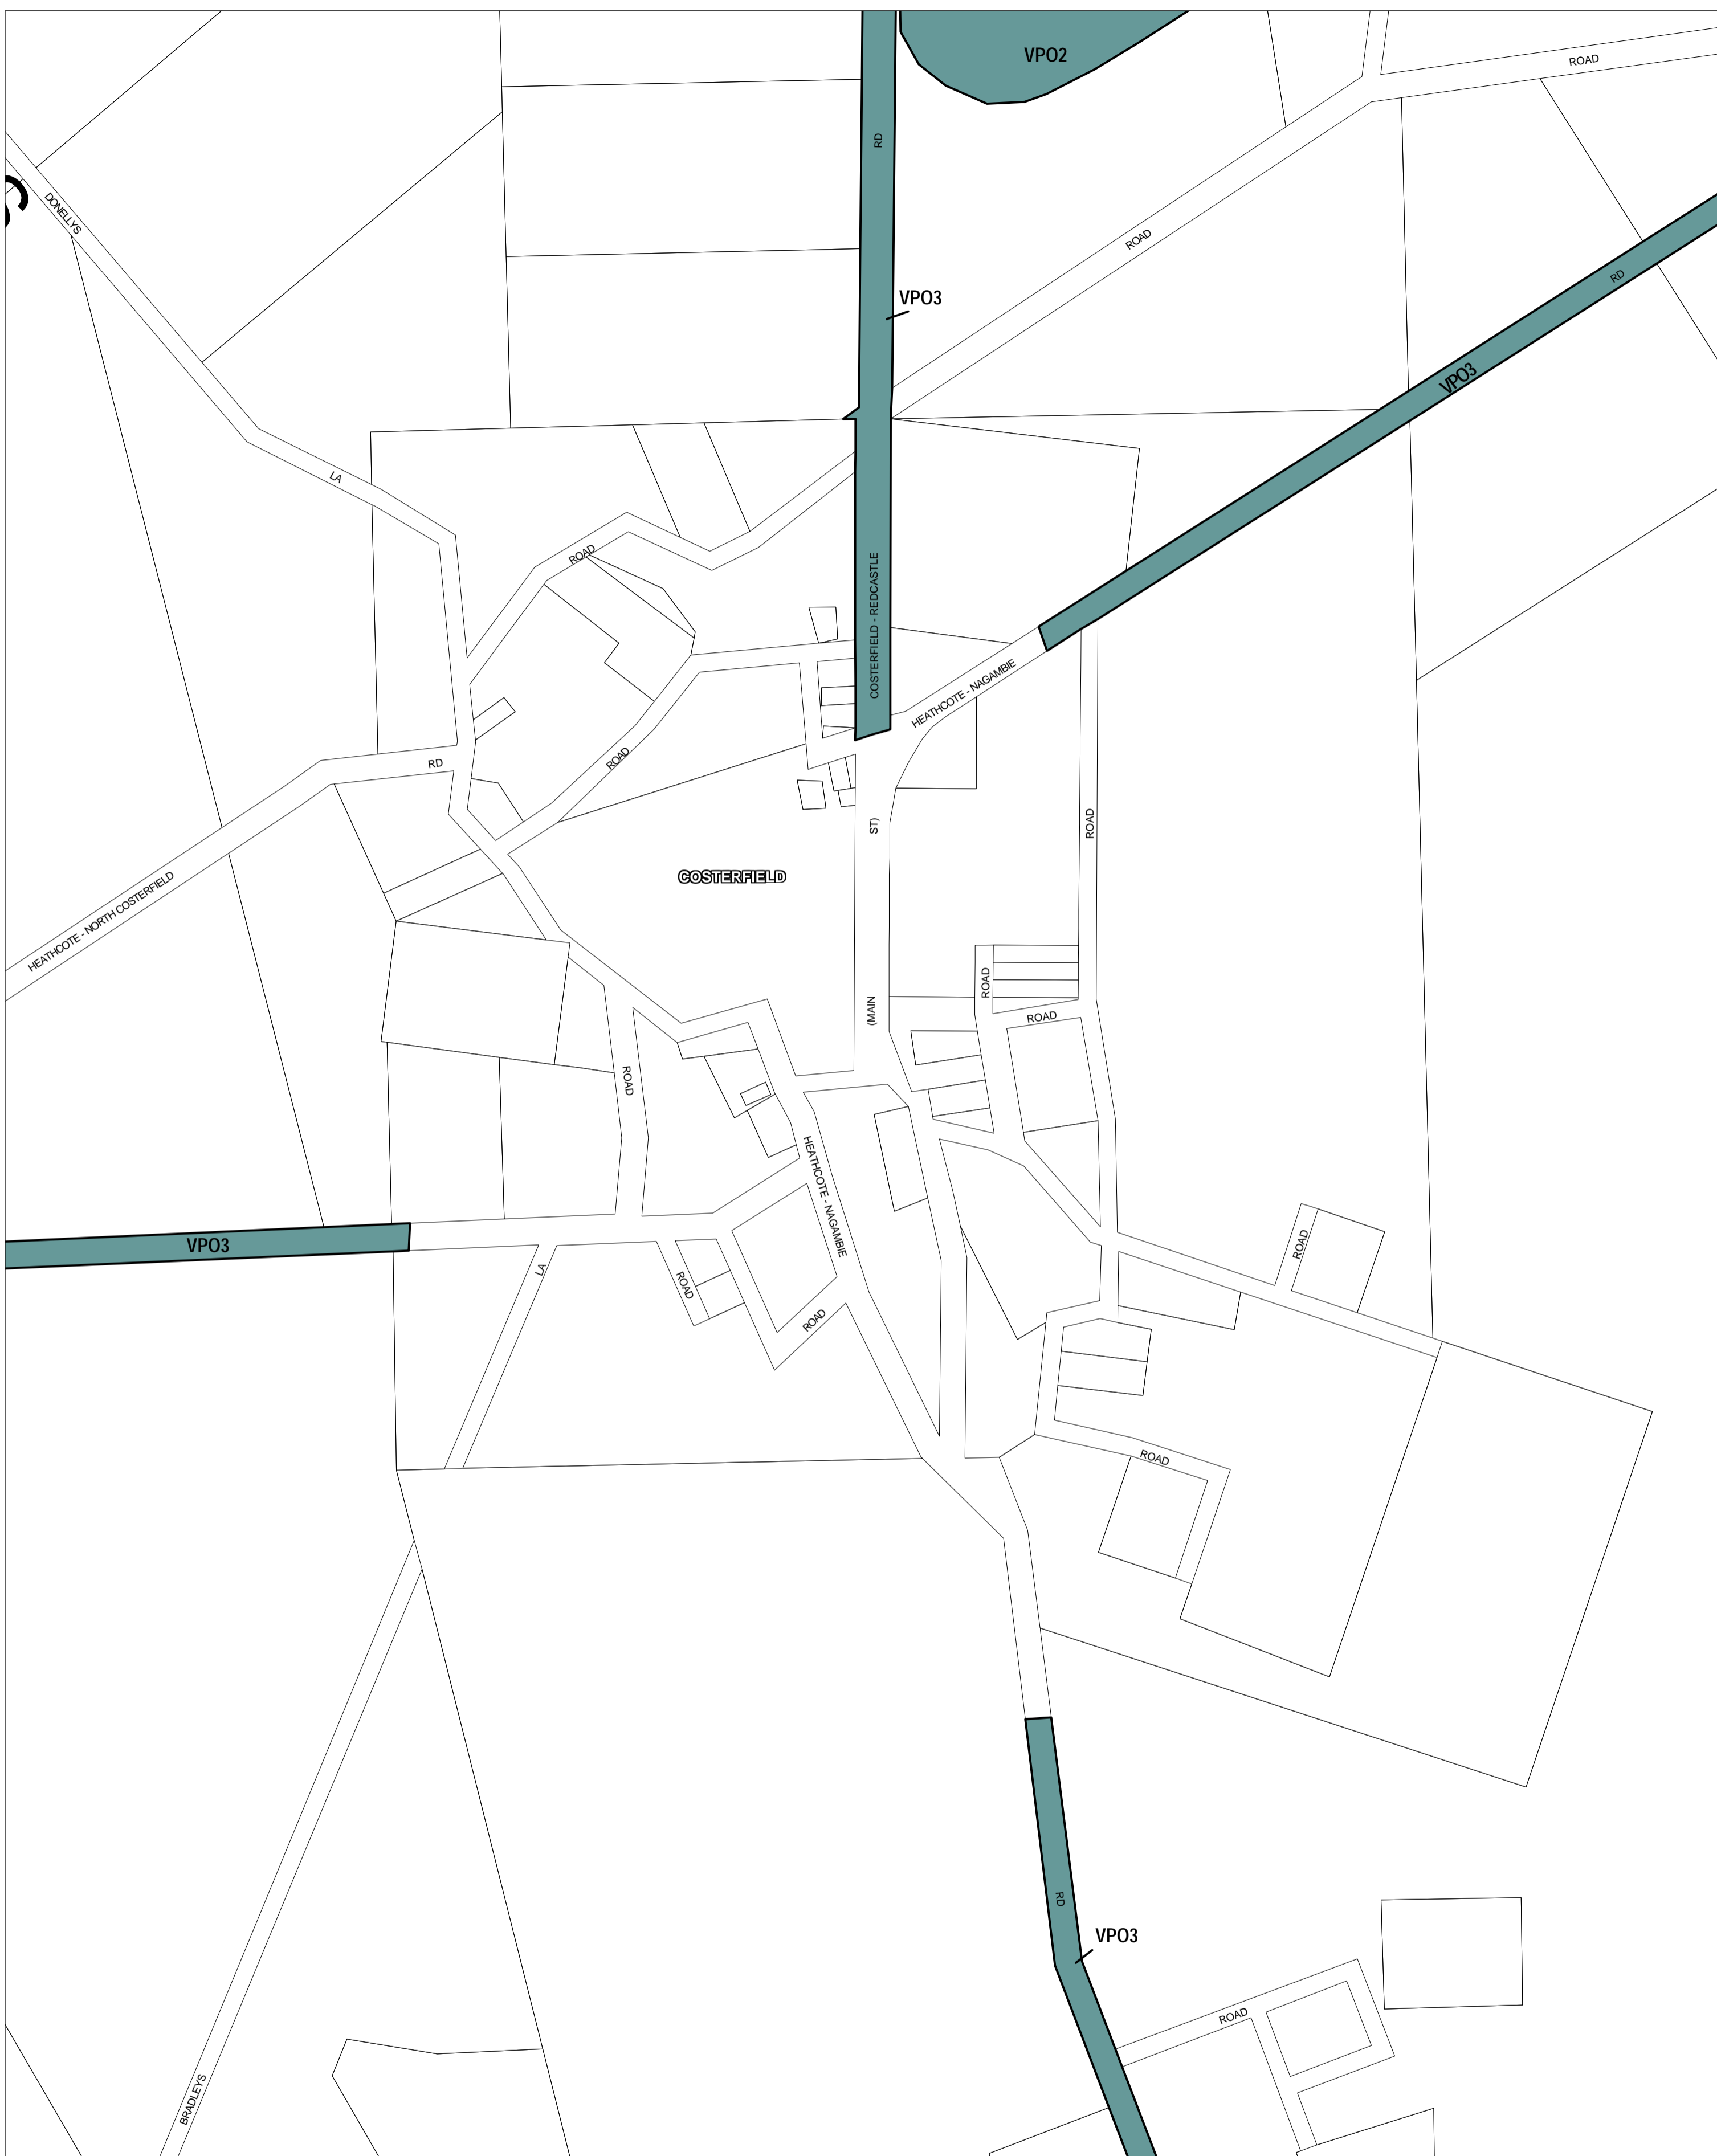 VPO2
ROAD
RD
DONELLYS
ROAD
RD
VPO3
VPO3
LA
ROAD
COSTERFIELD - REDCASTLE
HEATHCOTE - NAGAMBIE
ROAD
RD
ST)
ROAD
COSTERFIELD
HEATHCOTE - NORTH COSTERFIELD
ROAD
(MAIN
ROAD
ROAD
HEATHCOTE - NAGAMBIE
VPO3
ROAD
LA
ROAD
ROAD
ROAD
RD
VPO3
ROAD
BRADLEYS